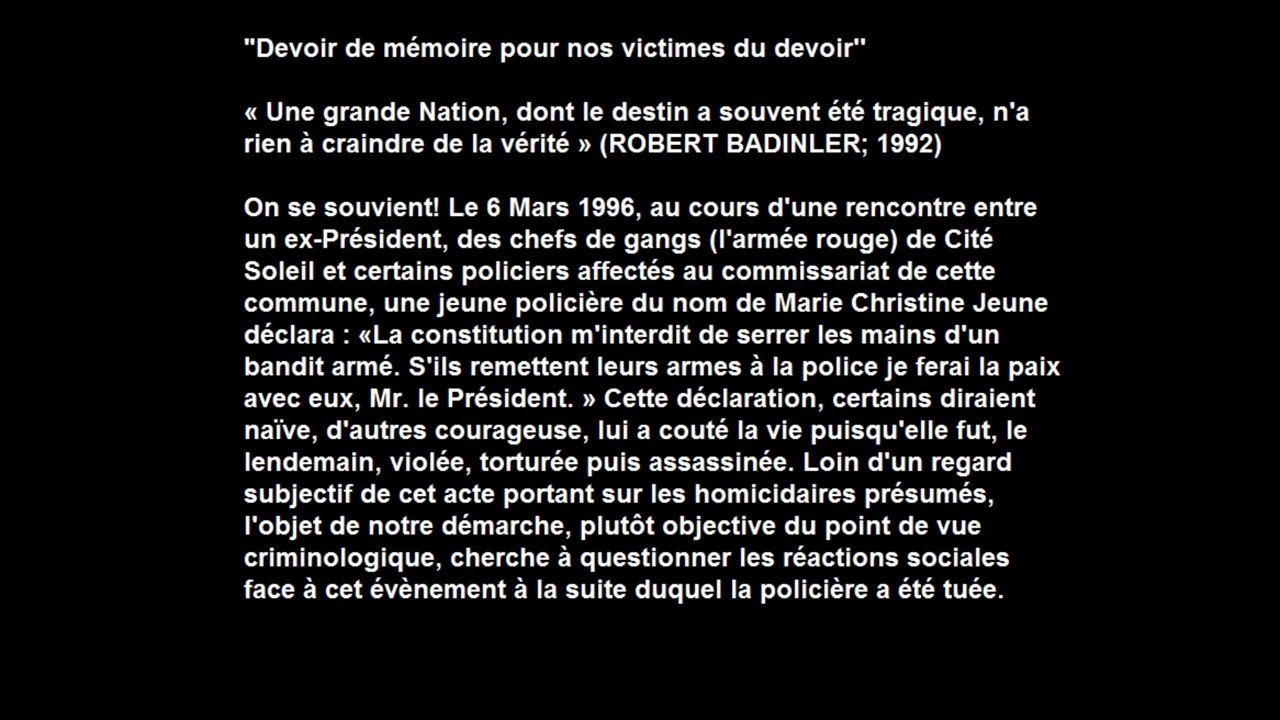 "Devoir de mémoire pour nos victimes du devoir"
« Une grande Nation, dont le destin a souvent été tragique, n'a
rien à craindre de la vérité » (ROBERT BADINLER; 1992)
On se souvient! Le 6 Mars 1996, au cours d'une rencontre entre
un ex-Président, des chefs de gangs (l'armée rouge) de Cité
Soleil et certains policiers affectés au commissariat de cette
commune, une jeune policière du nom de Marie Christine Jeune
déclara : «La constitution m'interdit de serrer les mains d'un
bandit armé. S'ils remettent leurs armes à la police je ferai la paix
avec eux, Mr. le Président. » Cette déclaration, certains diraient
naïve, d'autres courageuse, lui a couté la vie puisqu'elle fut, le
lendemain, violée, torturée puis assassinée. Loin d'un regard
subjectif de cet acte portant sur les homicidaires présumés,
l'objet de notre démarche, plutôt objective du point de vue
criminologique, cherche à questionner les réactions sociales
face à cet évènement à la suite duquel la policière a été tuée.